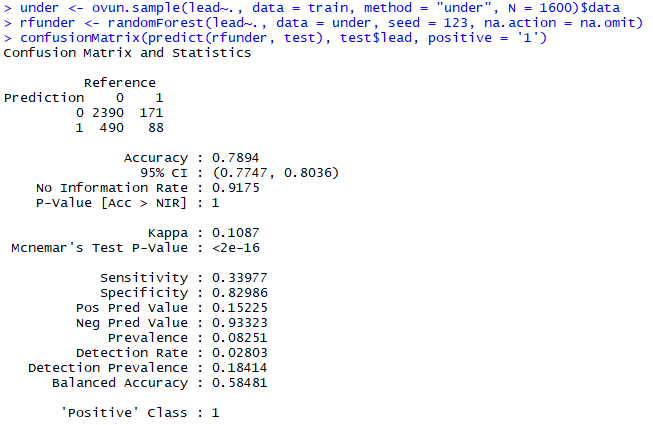 > under <- ovun.sample(lead~., data = train, method = "under", N = 1600)$data
> rfunder <- randomForest(lead~., data = under, seed = 123, na.action = na.omit)
> confusionMatrix(predict(rfunder, test), test$lead, positive = '1')
Confusion Matrix and Statistics
Reference
Prediction 0 1
0 2390 171
1 490 88
Accuracy : 0.7894
95% CI : (0.7747, 0.8036)
No Information Rate : 0.9175
P-Value [Acc > NIR] : 1
Kappa : 0.1087
Mcnemar's Test P-Value : <2e-16
Sensitivity : 0.33977
Specificity : 0.82986
Pos Pred Value : 0.15225
Neg Pred Value : 0.93323
Prevalence : 0.08251
Detection Rate : 0.02803
Detection Prevalence : 0.18414
Balanced Accuracy : 0.58481
'Positive' Class : 1